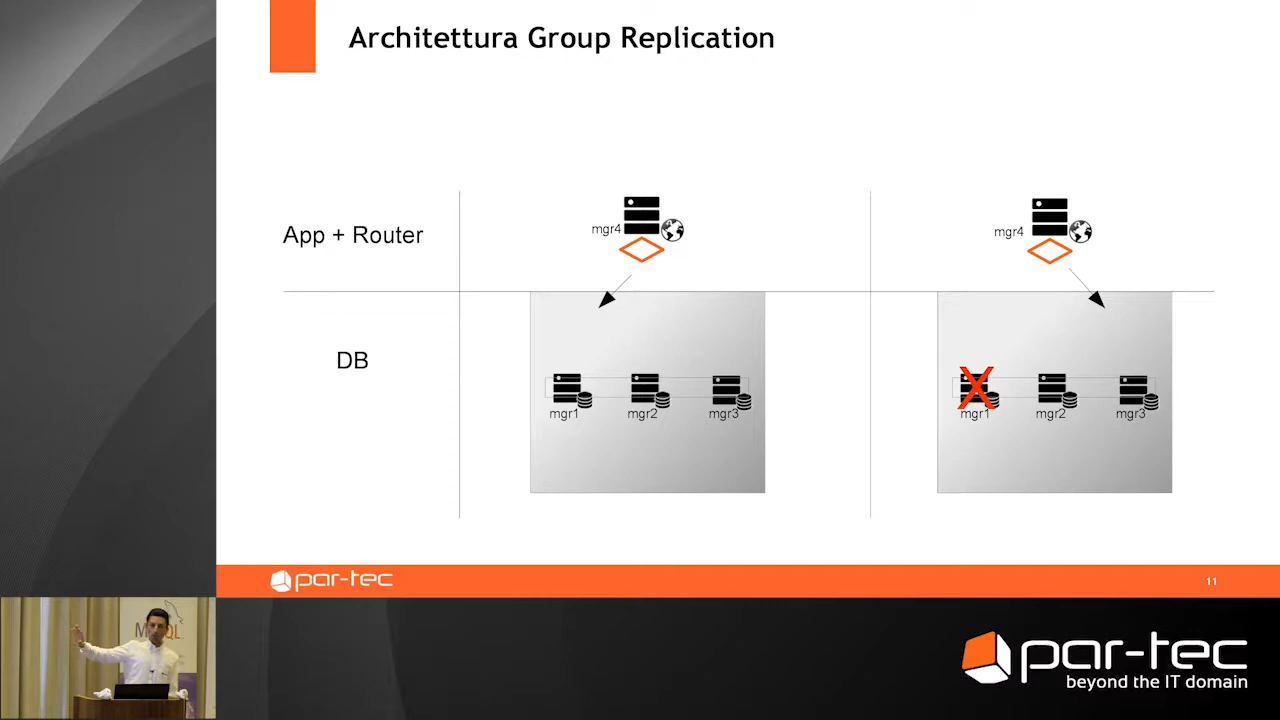 Architettura Group Replication
App + Router
mgr4
mgr4
DB
mgr1
mgr2
mgr3
mgr1
mgr2
mgr3
par-tec
11
MySQL
par-tec
beyond the IT domain